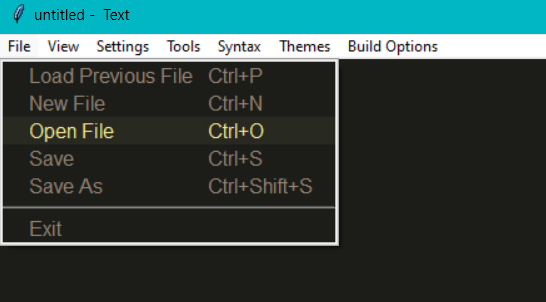 untitled - Text
File View Settings Tools Syntax Themes Build Options
Load Previous File Ctrl+P
New File Ctrl+N
Open File Ctrl+O
Save Ctrl+S
Save As Ctrl+Shift+S
Exit